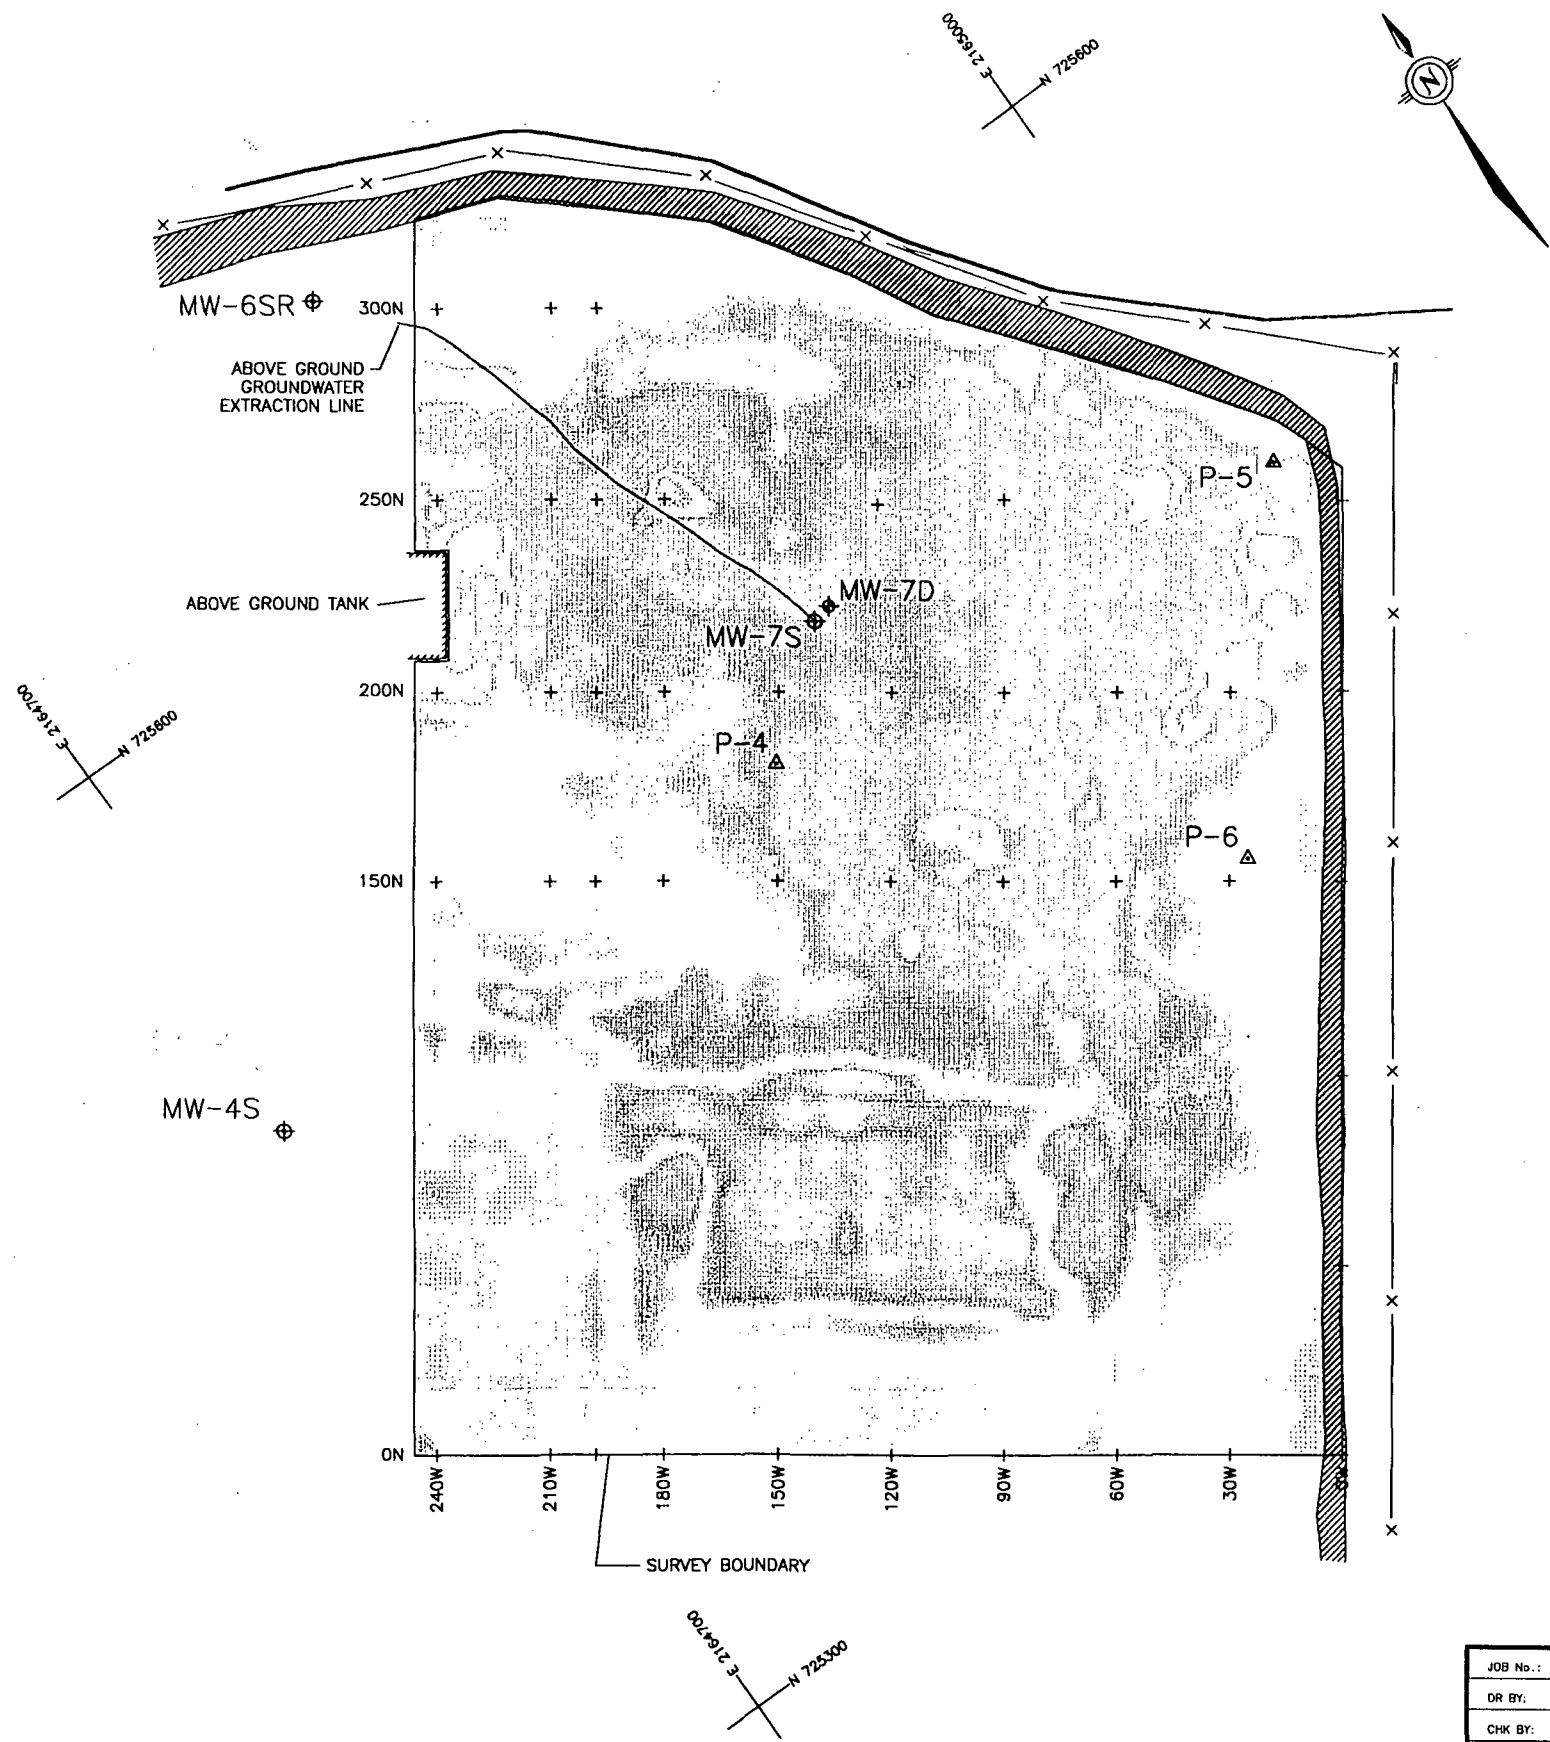 E 2165000
N 725600
N
MW-6SR
300N
ABOVE GROUND
GROUNDWATER
EXTRACTION LINE
P-5
250N
MW-7D
ABOVE GROUND TANK
MW-7S
200N
E 2164700
N 725600
P-4
P-6
150N
MW-4S
0N
240W
210W
180W
150W
120W
90W
60W
30W
0W
SURVEY BOUNDARY
E 2164700
N 725300
JOB No.:
DR BY:
CHK BY: